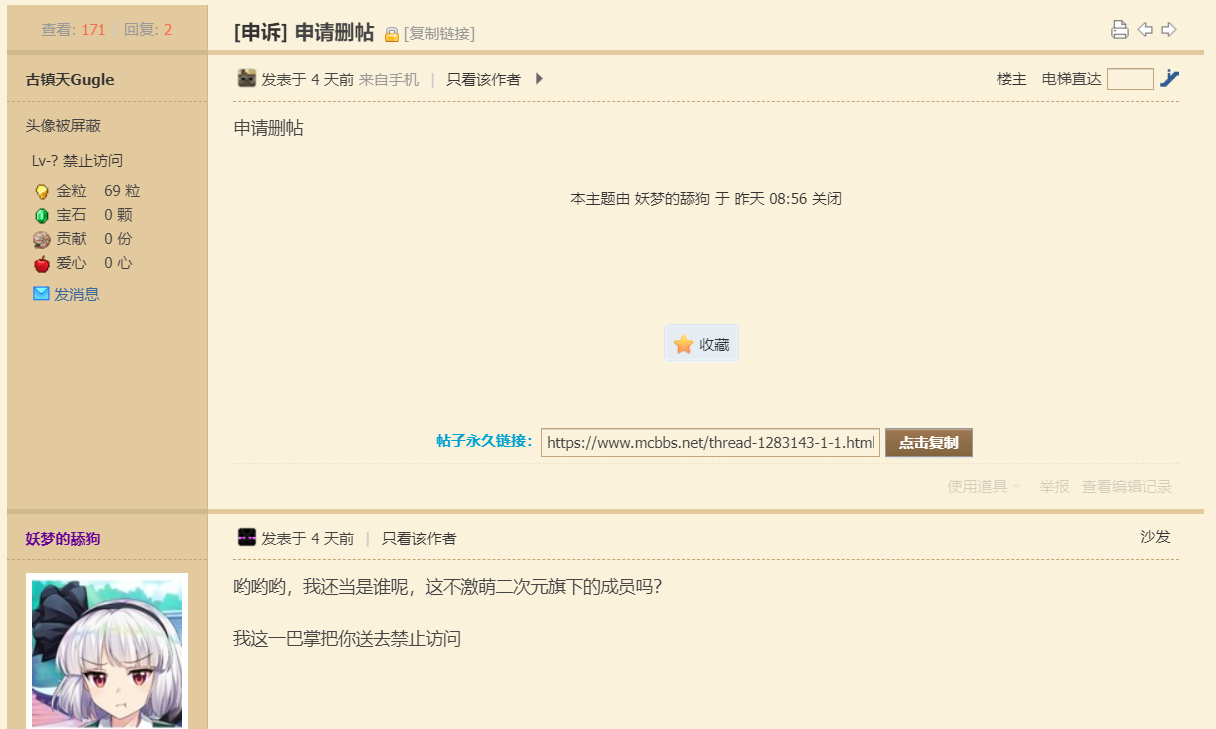 查看: 171 回复: 2
[申诉] 申请删帖 [复制链接]
古镇天Gugle
发表于 4 天前 来自手机 | 只看该作者
楼主 电梯直达
头像被屏蔽
申请删帖
Lv-? 禁止访问
金粒 69 粒
宝石 0 颗
贡献 0 份
爱心 0 心
发消息
本主题由 妖梦的舔狗 于 昨天 08:56 关闭
收藏
帖子永久链接: https://www.mcbbs.net/thread-1283143-1-1.html 点击复制
使用道具 举报 查看编辑记录
妖梦的舔狗
发表于 4 天前 | 只看该作者
沙发
哟哟哟，我还当是谁呢，这不激萌二次元旗下的成员吗?
我这一巴掌把你送去禁止访问